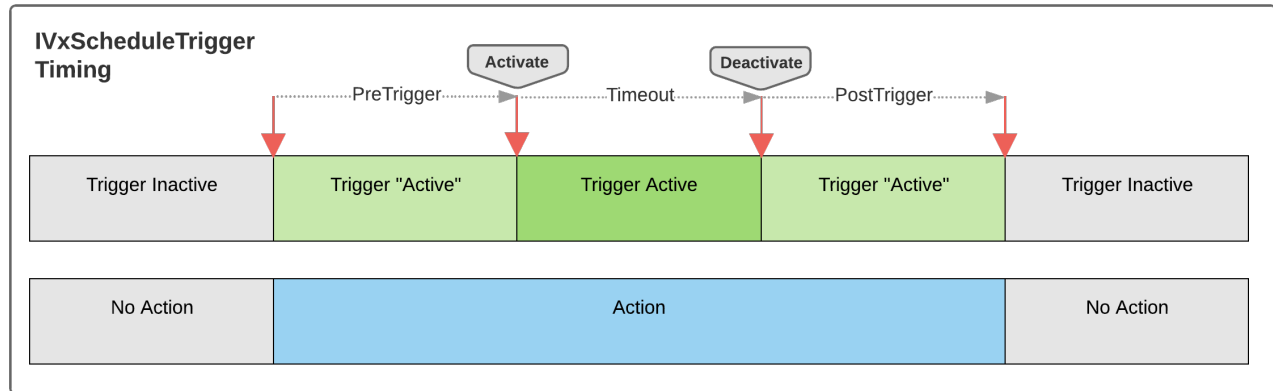 IVxScheduleTrigger
Timing
Activate
Deactivate
PreTrigger
Timeout
PostTrigger
Trigger Inactive
Trigger "Active"
Trigger Active
Trigger "Active"
Trigger Inactive
No Action
Action
No Action